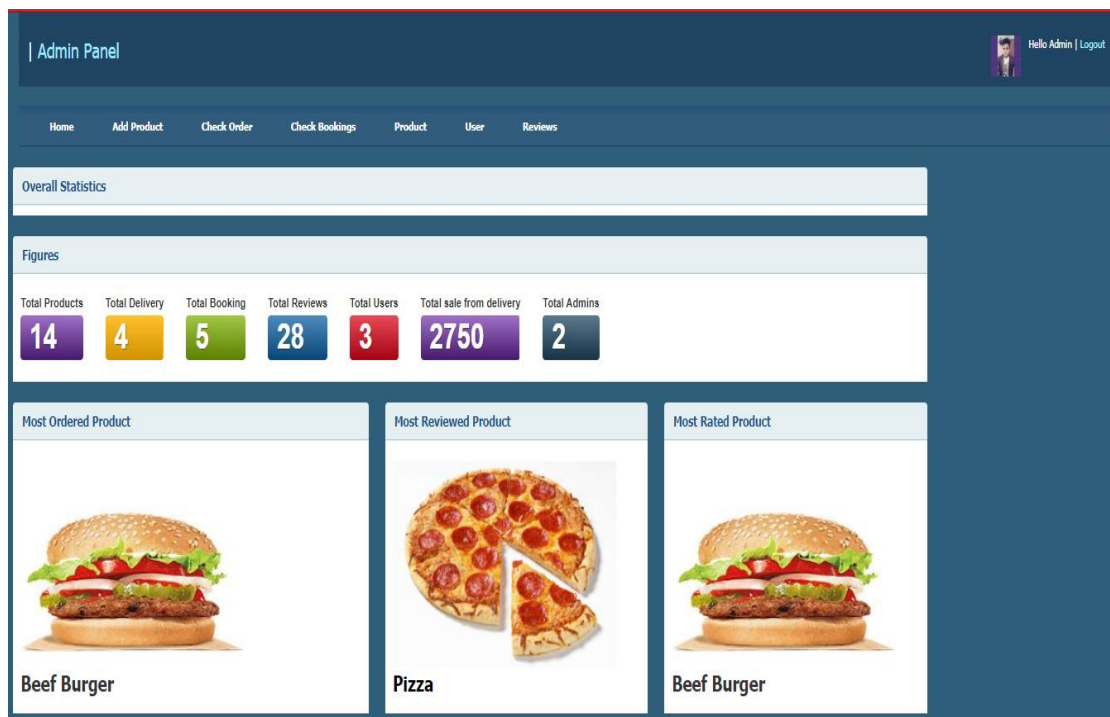 | Admin Panel
Hello Admin | Logout
Home Add Product Check Order Check Bookings Product User Reviews
Overall Statistics
Figures
Total Products Total Delivery Total Booking Total Reviews Total Users Total sale from delivery Total Admins
14 4 5 28 3 2750 2
Most Ordered Product Most Reviewed Product Most Rated Product
Beef Burger Pizza Beef Burger